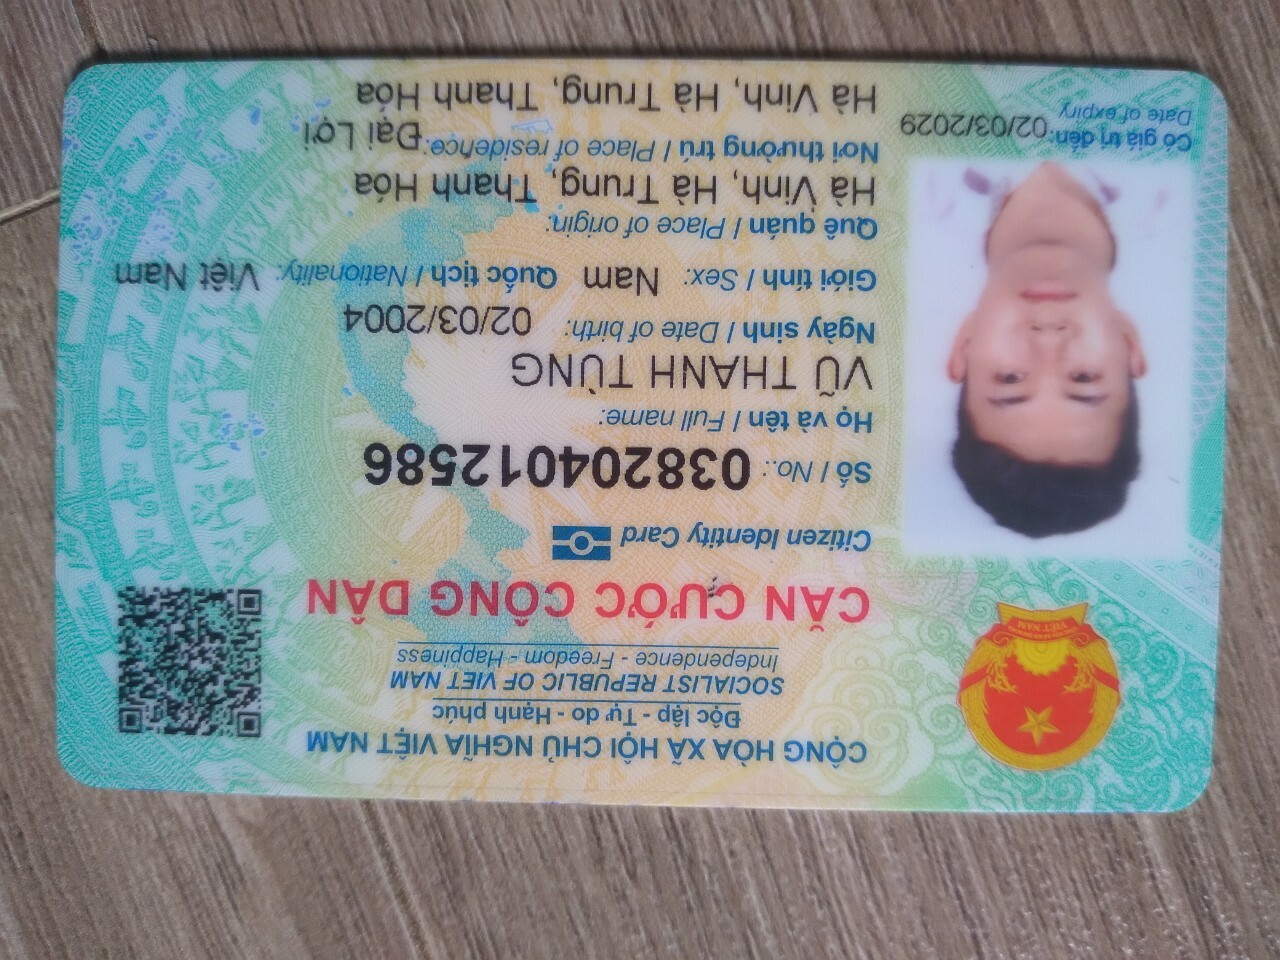 CỘNG HÒA XÃ HỘI CHỦ NGHĨA VIỆT NAM
Độc lập - Tự do - Hạnh phúc
SOCIALIST REPUBLIC OF VIET NAM
Independence - Freedom - Happiness
CĂN CƯỚC CÔNG DÂN
Citizen Identity Card
Số / No.: 038204012586
Họ và tên / Full name:
VŨ THANH TÙNG
Ngày sinh / Date of birth: 02/03/2004
Giới tính / Sex: Nam Quốc tịch / Nationality: Việt Nam
Quê quán / Place of origin:
Hà Vinh, Hà Trung, Thanh Hóa
Nơi thường trú / Place of residence: Đại Lợi
Hà Vinh, Hà Trung, Thanh Hóa
Có giá trị đến: 02/03/2029
Date of expiry
VIỆT NAM